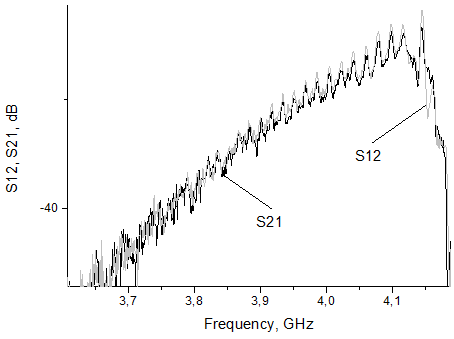 S12, S21, dB
S12
-40
S21
3,7 3,8 3,9 4,0 4,1
Frequency, GHz